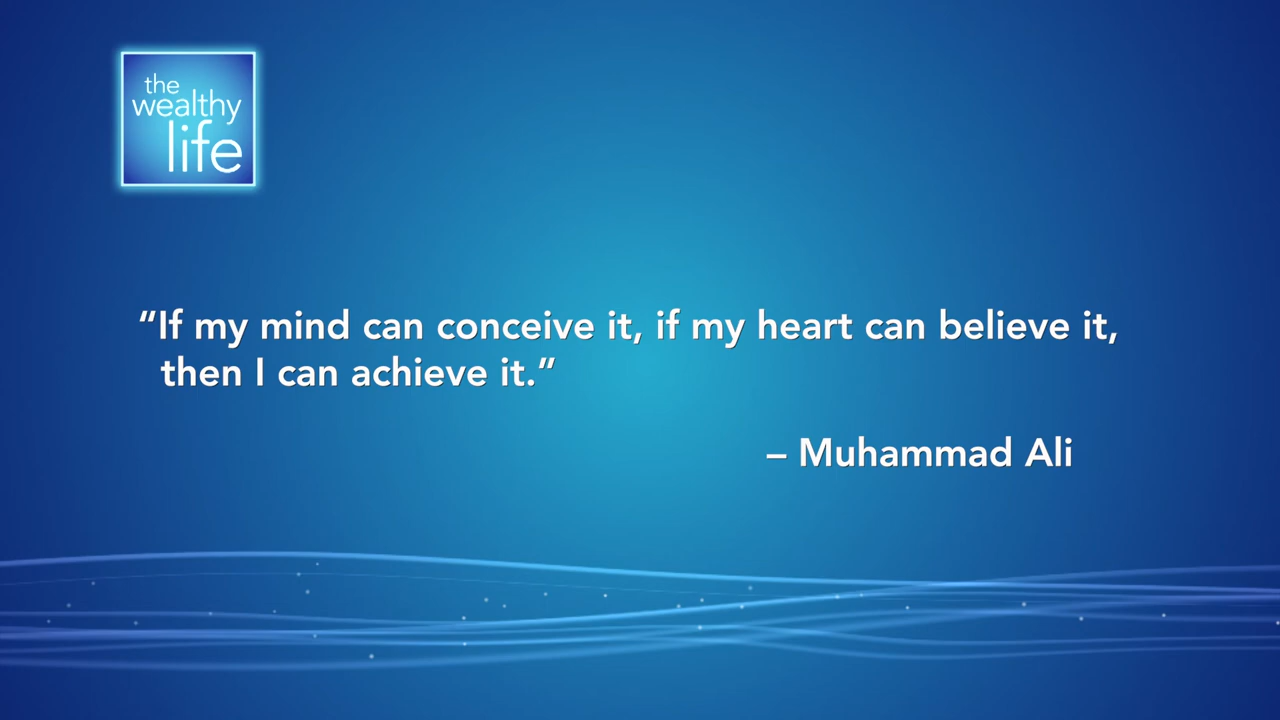 the
wealthy
life
“If my mind can conceive it, if my heart can believe it,
then I can achieve it.”
– Muhammad Ali